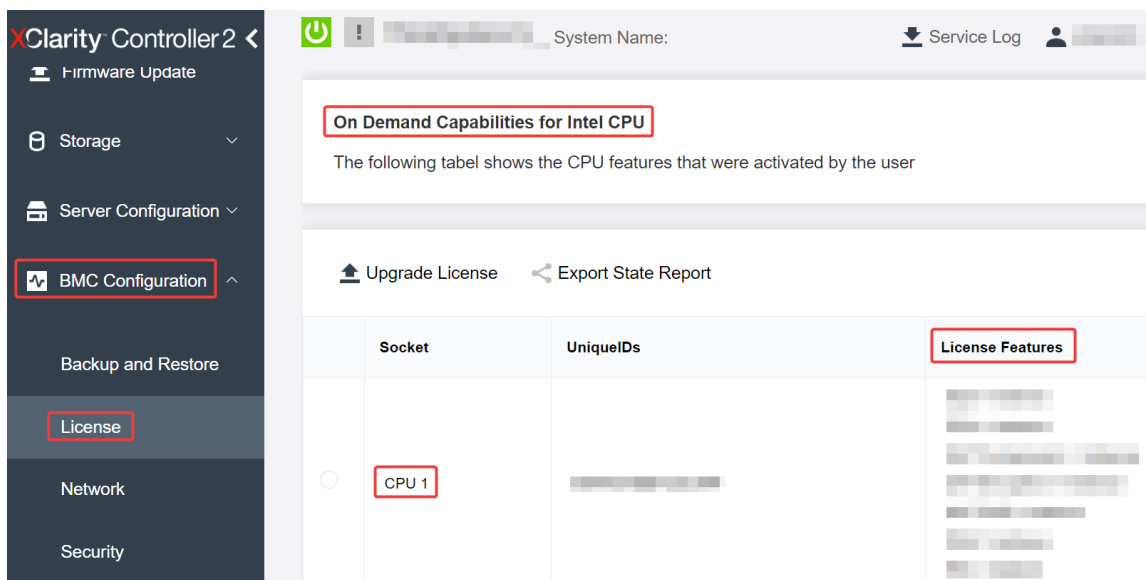 XClarity™ Controller 2
Firmware Update
Storage
Server Configuration
BMC Configuration
Backup and Restore
License
Network
Security
System Name:
Service Log
On Demand Capabilities for Intel CPU
The following tabel shows the CPU features that were activated by the user
Upgrade License
Export State Report
Socket
UniqueIDs
License Features
CPU 1